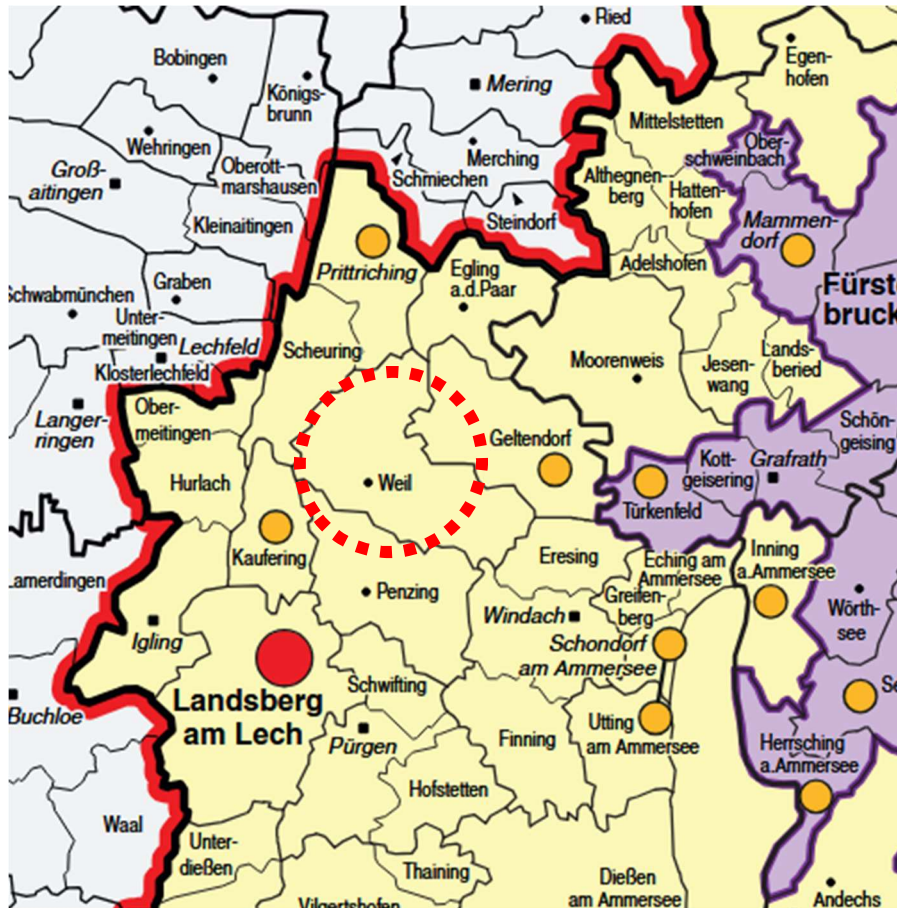 Ried
Bobingen
Egen-
hofen
Königs-
brunn
Mering
Mittelstetten
Wehringen
Ober-
schweinbach
Merching
Oberott-
marshausen
Groß-
aitingen
Schmiechen
Althegnen-
berg
Hatten-
hofen
Kleinaitingen
Steindorf
Mammen-
dorf
Prittriching
Egling
a.d.Paar
Adelshofen
Graben
Schwabmünchen
Fürste
bruck
Unter-
meitingen
Lechfeld
Scheuring
Moorenweis
Jesen-
wang
Lands-
beried
Klosterlechfeld
Langer-
ringen
Ober-
meitingen
Schön-
geising
Geltendorf
Kott-
geisering
Grafrath
Hurlach
Weil
Türkenfeld
Kaufering
Eresing
Eching am
Ammersee
Inning
a.Ammersee
Lamerdingen
Penzing
Greifen-
berg
Windach
Wörth-
see
Igling
Schondorf
am Ammersee
Schwifting
Se
Landsberg
am Lech
Buchloe
Pürgen
Finning
Utting
am Ammersee
Herrsching
a.Ammersee
Hofstetten
Waal
Unter-
dießen
Thaining
Dießen
am Ammersee
Vilgertshofen
Andechs